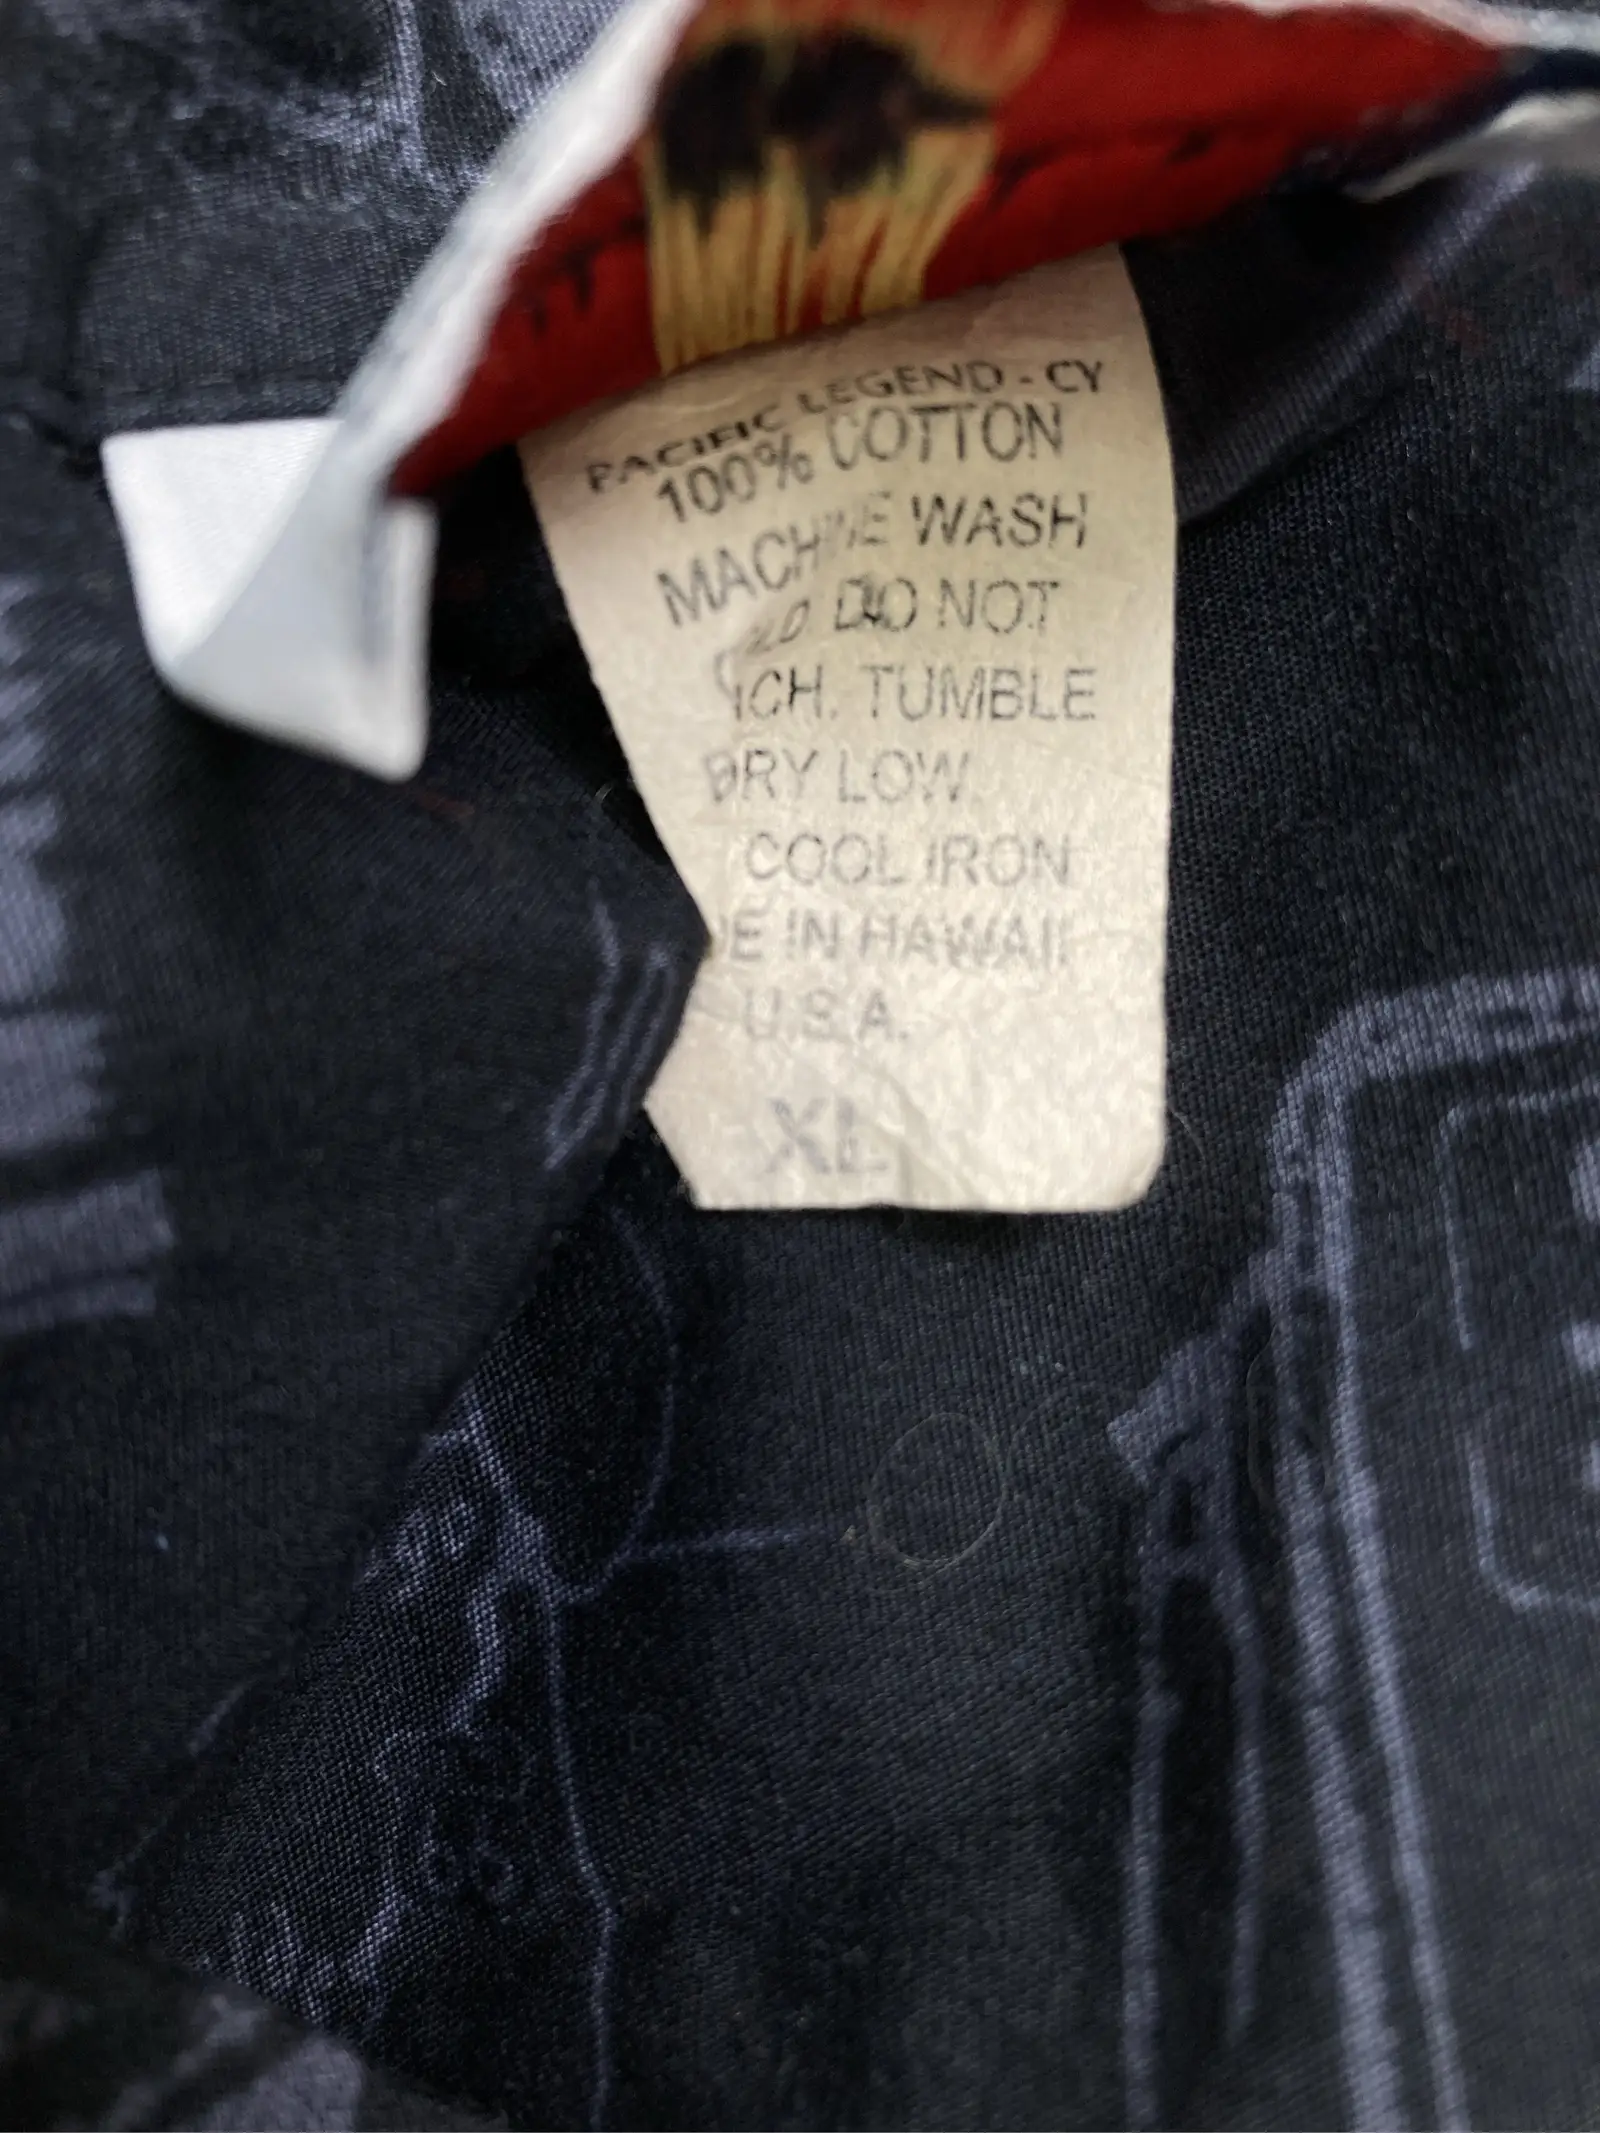 PACIFIC LEGEND - CY
100% COTTON
MACHINE WASH
DO NOT
ICH. TUMBLE
DRY LOW
COOL IRON
E IN HAWAII
U.S.A.
XL